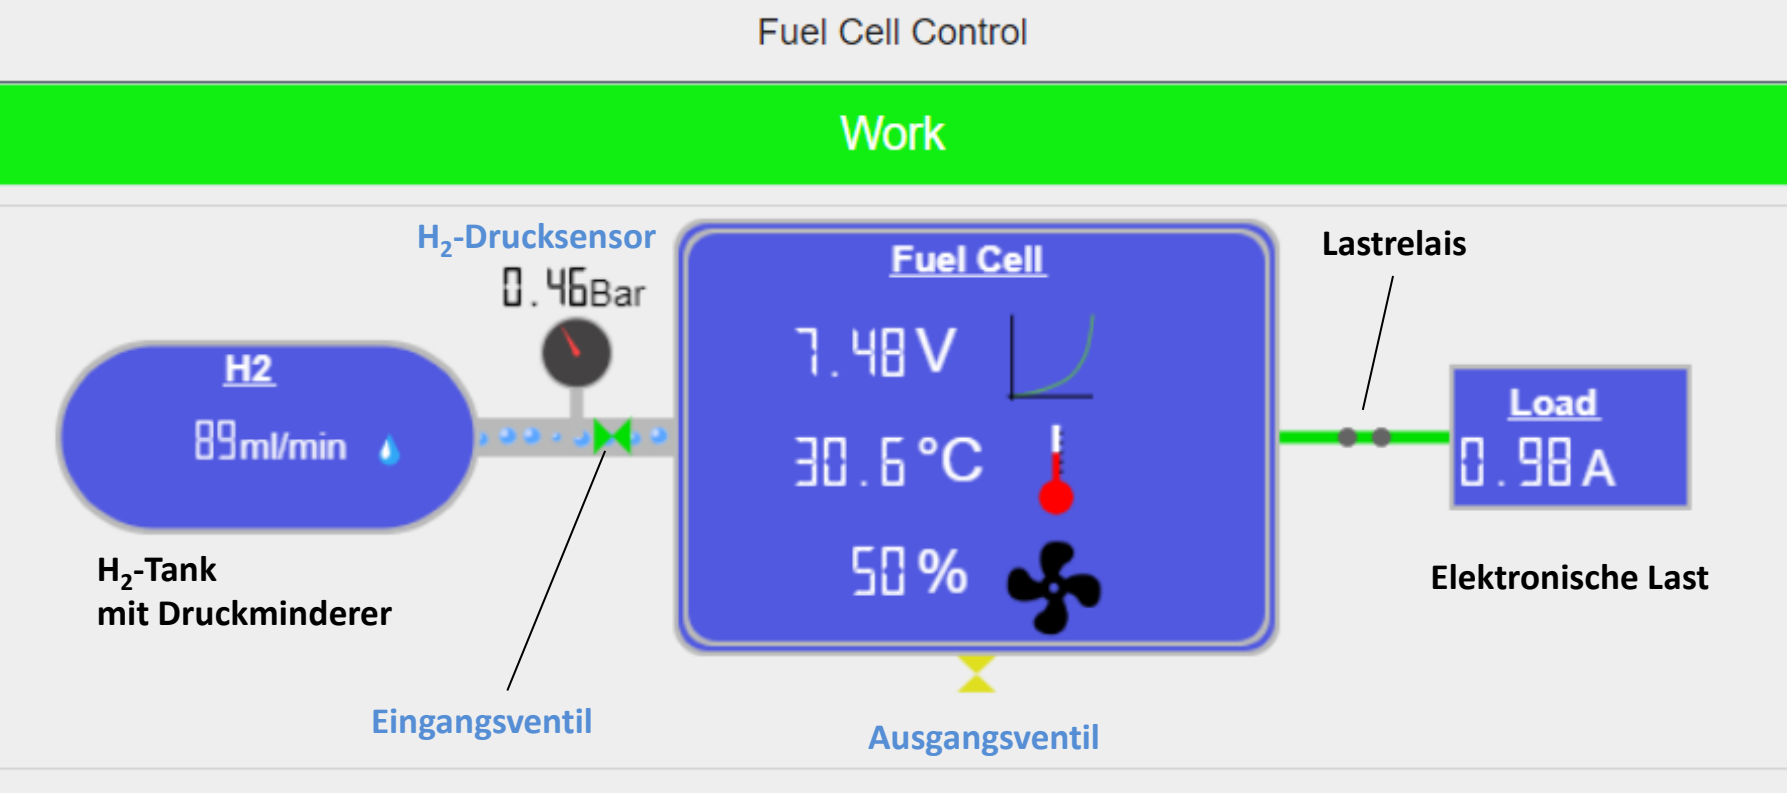 Fuel Cell Control
Work
H₂-Drucksensor
0.46Bar
Lastrelais
Fuel Cell
7.48V
30.6°C
50%
H2
89ml/min
Load
0.98A
H₂-Tank
mit Druckminderer
Elektronische Last
Eingangsventil
Ausgangsventil